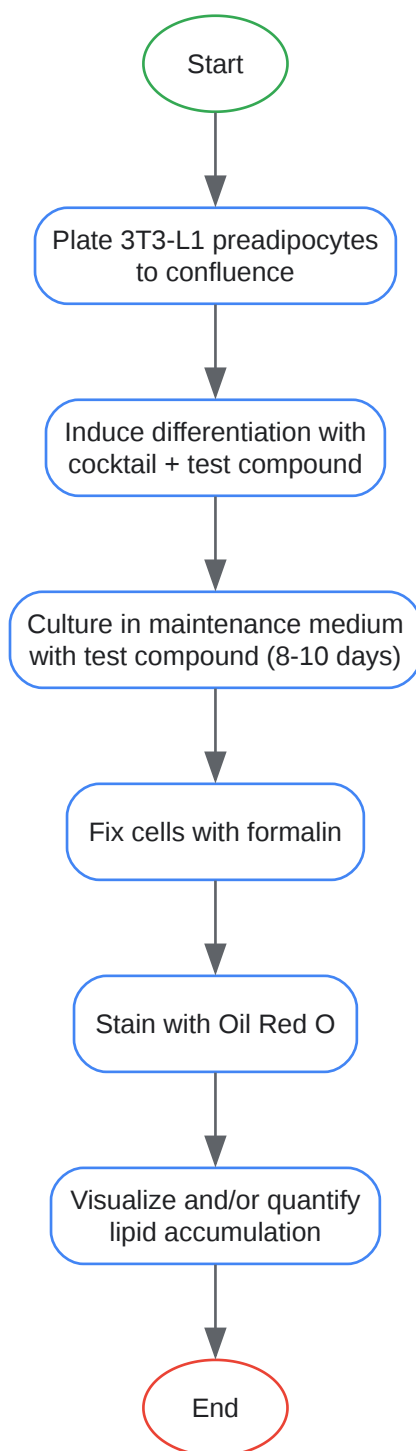 Start
Plate 3T3-L1 preadipocytes
to confluence
Induce differentiation with
cocktail + test compound
Culture in maintenance medium
with test compound (8-10 days)
Fix cells with formalin
Stain with Oil Red O
Visualize and/or quantify
lipid accumulation
End